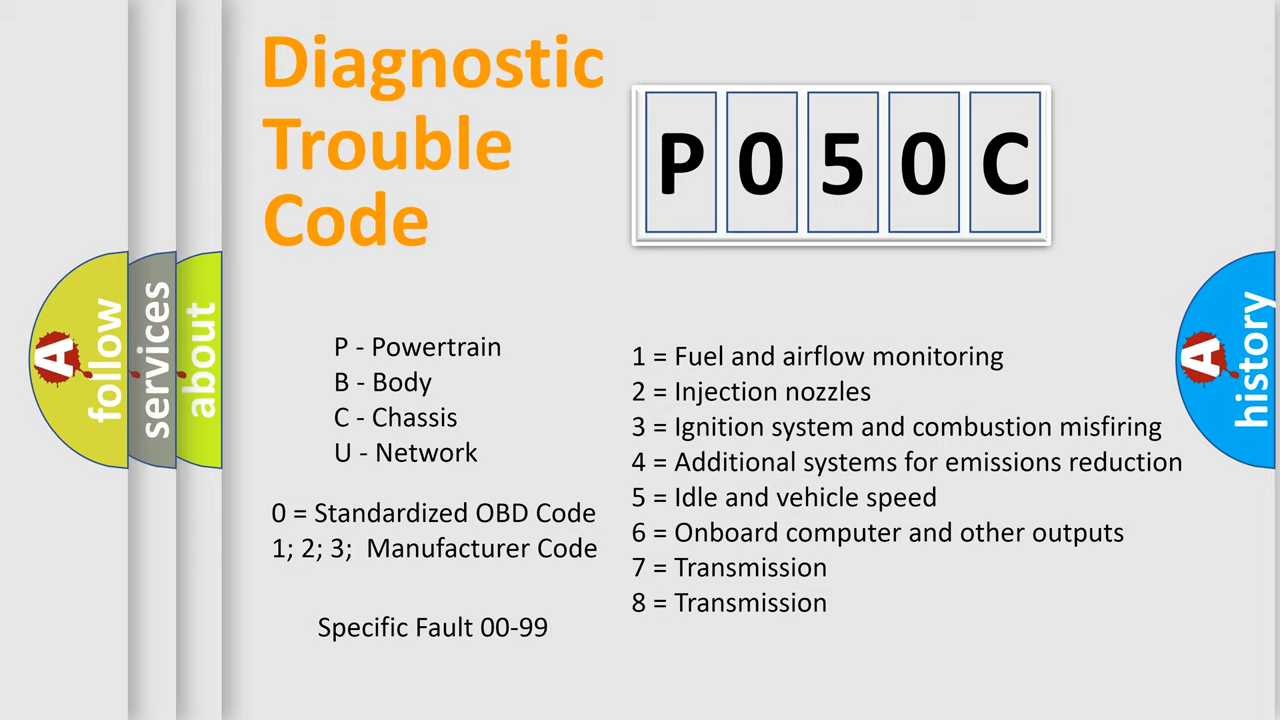 Diagnostic
Trouble
Code
P050C
P - Powertrain
B - Body
C - Chassis
U - Network
0 = Standardized OBD Code
1; 2; 3; Manufacturer Code
Specific Fault 00-99
1 = Fuel and airflow monitoring
2 = Injection nozzles
3 = Ignition system and combustion misfiring
4 = Additional systems for emissions reduction
5 = Idle and vehicle speed
6 = Onboard computer and other outputs
7 = Transmission
8 = Transmission
A
follow
services
about
A
history